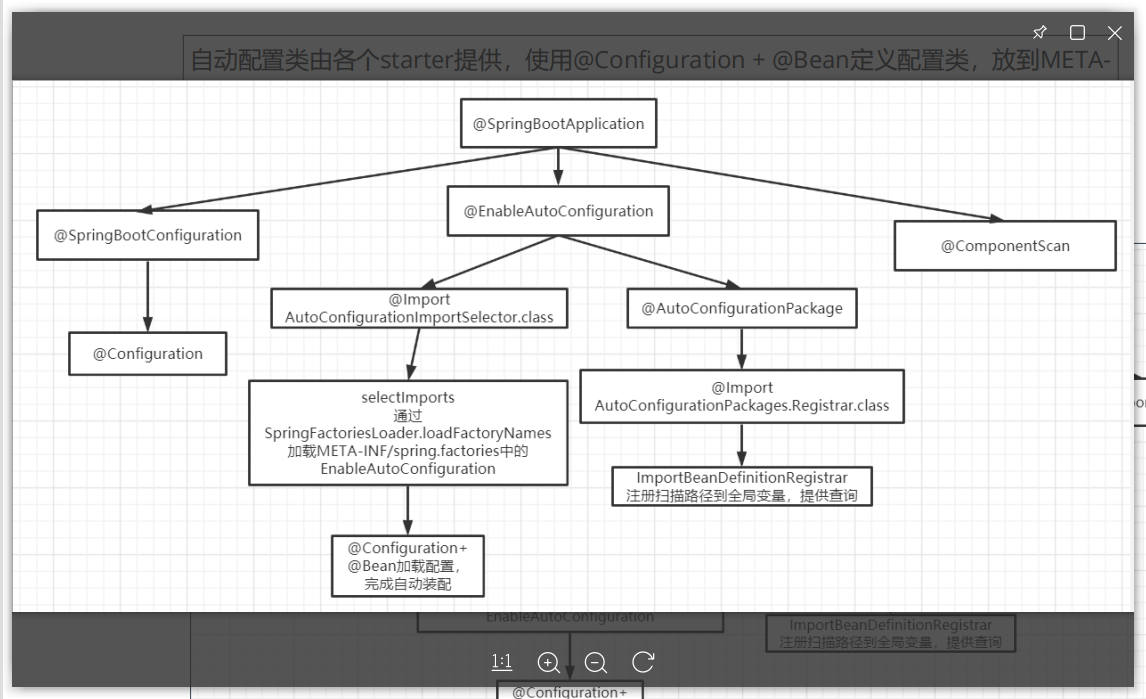 自动配置类由各个starter提供，使用@Configuration + @Bean定义配置类，放到META-
@SpringBootApplication
@EnableAutoConfiguration
@SpringBootConfiguration
@ComponentScan
@Import
AutoConfigurationImportSelector.class
@AutoConfigurationPackage
@Configuration
selectImports
通过
SpringFactoriesLoader.loadFactoryNames
加载META-INF/spring.factories中的
EnableAutoConfiguration
@Import
AutoConfigurationPackages.Registrar.class
ImportBeanDefinitionRegistrar
注册扫描路径到全局变量，提供查询
@Configuration+
@Bean加载配置，
完成自动装配
EnableAutoConfiguration
ImportBeanDefinitionRegistrar
注册扫描路径到全局变量，提供查询
1:1
@Configuration+